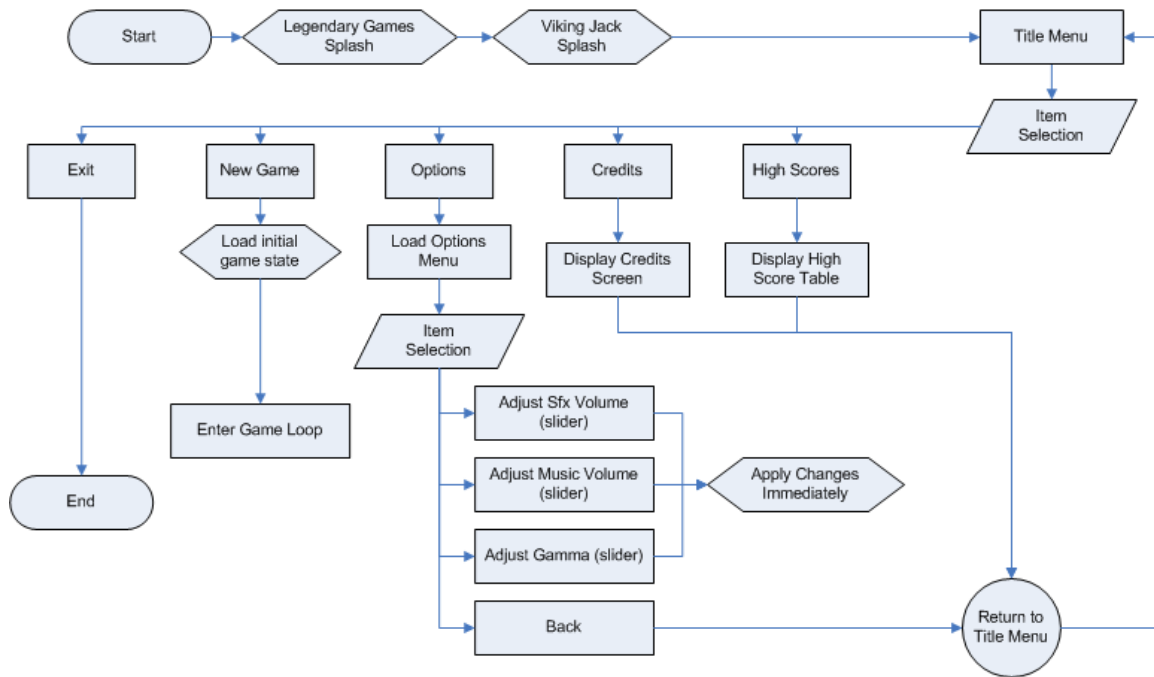 Start
Legendary Games
Splash
Viking Jack
Splash
Title Menu
Item
Selection
Exit
New Game
Options
Credits
High Scores
Load initial
game state
Load Options
Menu
Display Credits
Screen
Display High
Score Table
Item
Selection
Adjust Sfx Volume
(slider)
Enter Game Loop
Adjust Music Volume
(slider)
Apply Changes
Immediately
End
Adjust Gamma (slider)
Back
Return to
Title Menu